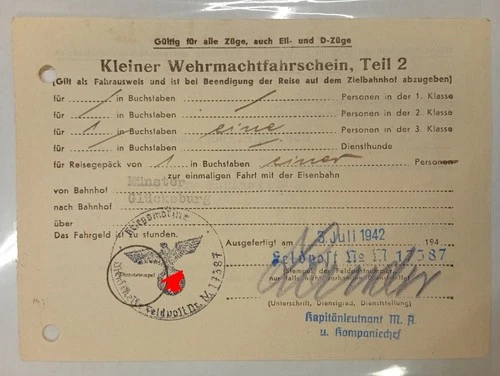 Gültig für alle Züge, auch Eil- und D-Züge
Kleiner Wehrmachtfahrschein, Teil 2
(Gilt als Fahrausweis und ist bei Beendigung der Reise auf dem Zielbahnhof abzugeben)
für / in Buchstaben / Personen in der 1. Klasse
für / in Buchstaben / Personen in der 2. Klasse
für 1 in Buchstaben eine Personen in der 3. Klasse
für / in Buchstaben / Diensthunde
für Reisegepäck von 1 in Buchstaben einer Personen
zur einmaligen Fahrt mit der Eisenbahn
von Bahnhof Münster
nach Bahnhof Glücksburg
über
Das Fahrgeld ist zu stunden.
Ausgefertigt am 3. Juli 1942 194
Feldpost No M 17387
Kriegsmarine
Feldpost Nr. M 17387
(Unterschrift, Dienstgrad, Dienststellung)
Kapitänleutnant M. A.
u. Kompaniechef